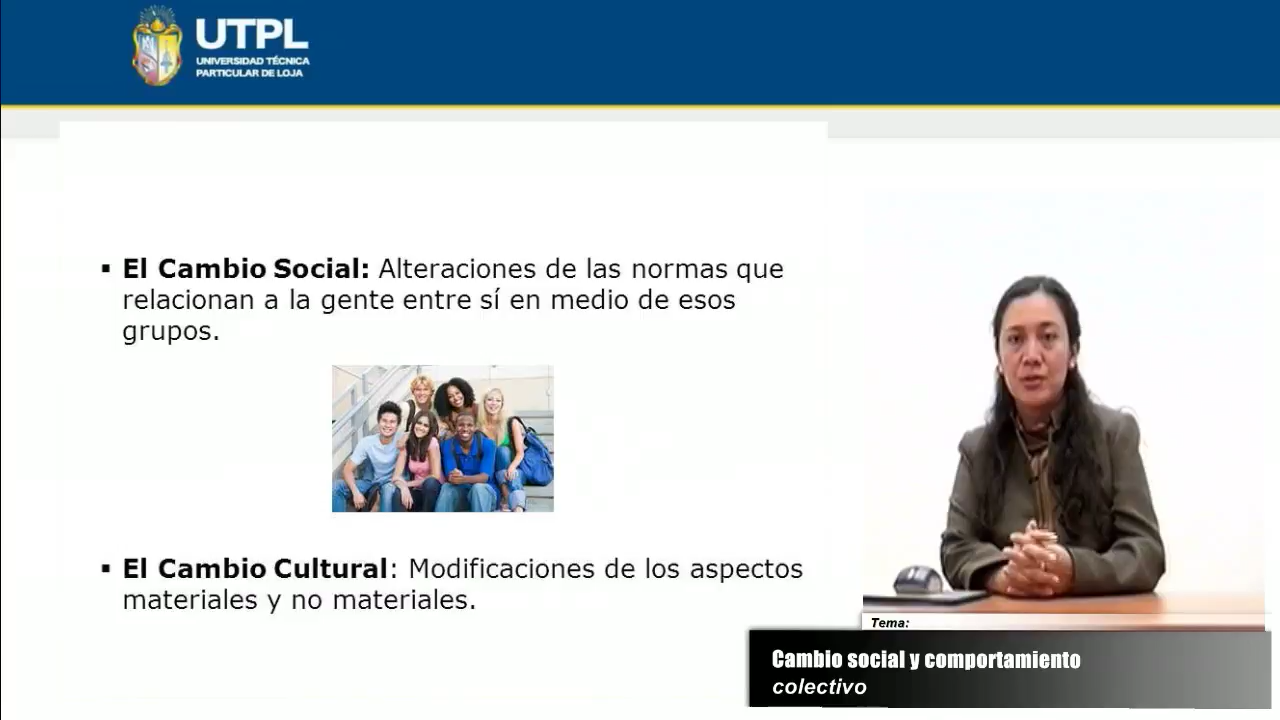 UTPL
UNIVERSIDAD TÉCNICA
PARTICULAR DE LOJA
▪ El Cambio Social: Alteraciones de las normas que
relacionan a la gente entre sí en medio de esos
grupos.
▪ El Cambio Cultural: Modificaciones de los aspectos
materiales y no materiales.
Tema:
Cambio social y comportamiento
colectivo